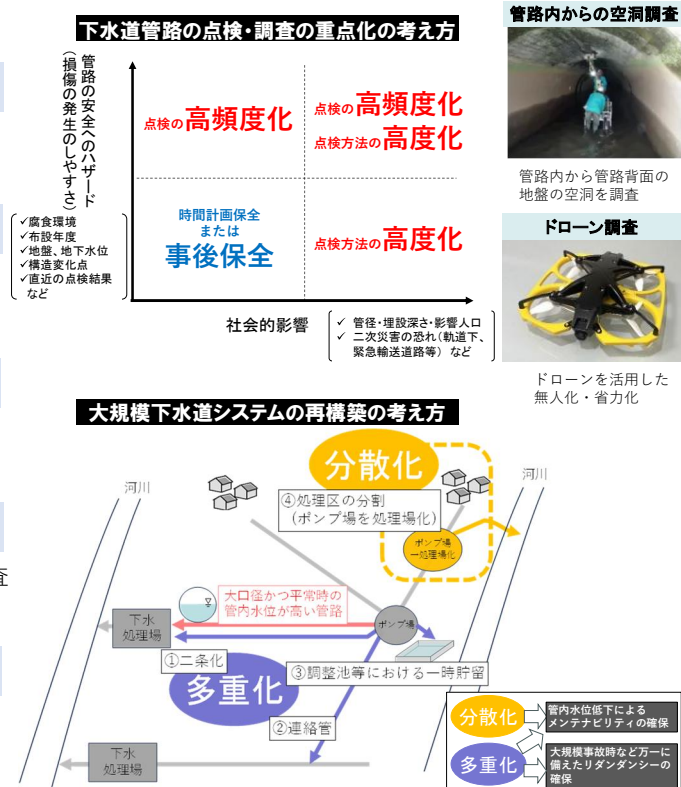 下水道管路の点検・調査の重点化の考え方
管路の安全へのハザード
(損傷の発生のしやすさ)
✓腐食環境
✓布設年度
✓地盤、地下水位
✓構造変化点
✓直近の点検結果
など
点検の高頻度化
点検の高頻度化
点検方法の高度化
時間計画保全
または
事後保全
点検方法の高度化
社会的影響
✓ 管径・埋設深さ・影響人口
✓ 二次災害の恐れ(軌道下、
緊急輸送道路等) など
管路内からの空洞調査
管路内から管路背面の
地盤の空洞を調査
ドローン調査
ドローンを活用した
無人化・省力化
査
大規模下水道システムの再構築の考え方
河川
分散化
河川
④処理区の分割
(ポンプ場を処理場化)
ポンプ場
→処理場化
大口径かつ平常時の
管内水位が高い管路
下水
処理場
ポンプ場
①二条化
多重化
③調整池等における一時貯留
②連絡管
下水
処理場
分散化
管内水位低下による
メンテナビリティの確保
多重化
大規模事故時など万一に
備えたリダンダンシーの
確保